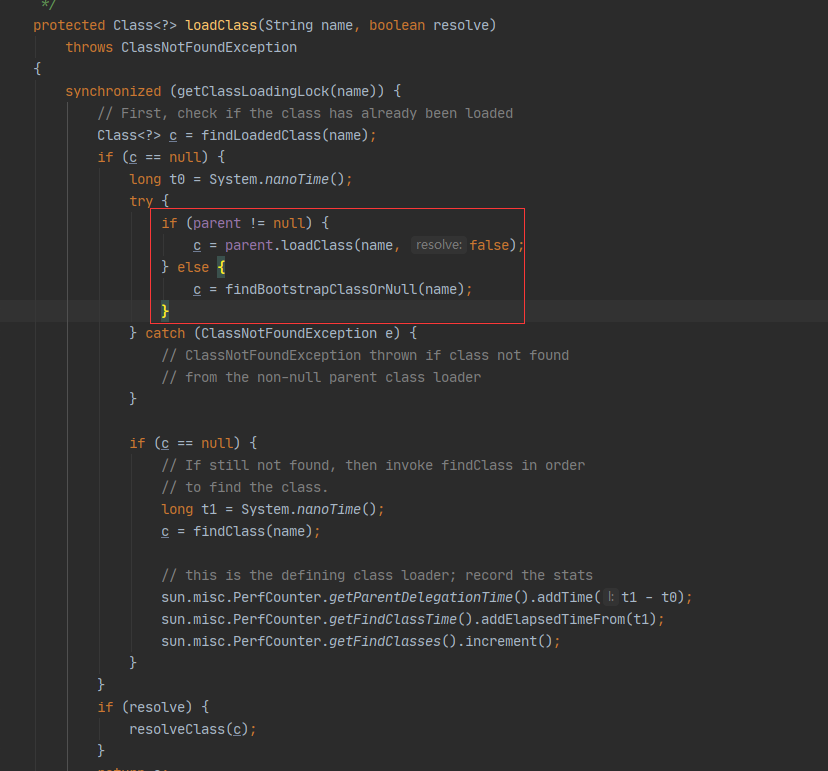 */
protected Class<?> loadClass(String name, boolean resolve)
throws ClassNotFoundException
{
synchronized (getClassLoadingLock(name)) {
// First, check if the class has already been loaded
Class<?> c = findLoadedClass(name);
if (c == null) {
long t0 = System.nanoTime();
try {
if (parent != null) {
c = parent.loadClass(name, resolve: false);
} else {
c = findBootstrapClassOrNull(name);
}
} catch (ClassNotFoundException e) {
// ClassNotFoundException thrown if class not found
// from the non-null parent class loader
}
if (c == null) {
// If still not found, then invoke findClass in order
// to find the class.
long t1 = System.nanoTime();
c = findClass(name);
// this is the defining class loader; record the stats
sun.misc.PerfCounter.getParentDelegationTime().addTime( l: t1 - t0);
sun.misc.PerfCounter.getFindClassTime().addElapsedTimeFrom(t1);
sun.misc.PerfCounter.getFindClasses().increment();
}
}
if (resolve) {
resolveClass(c);
}